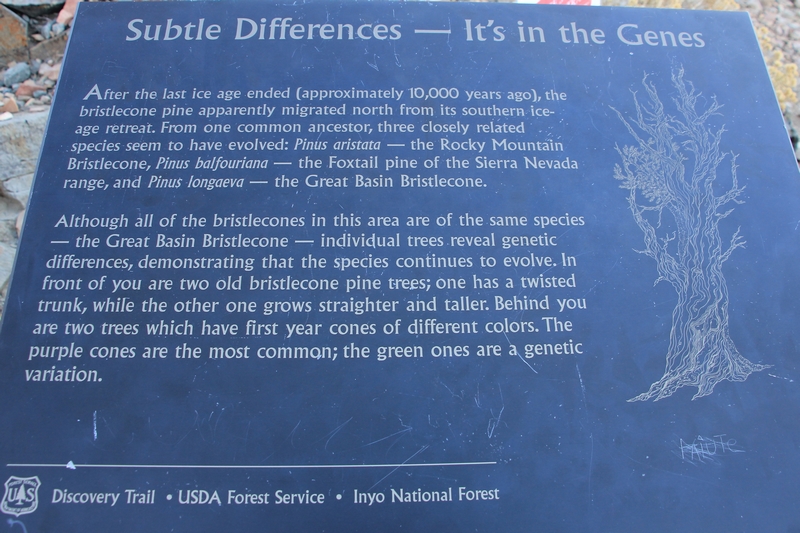 Subtle Differences — It's in the Genes
After the last ice age ended (approximately 10,000 years ago), the
bristlecone pine apparently migrated north from its southern ice-
age retreat. From one common ancestor, three closely related
species seem to have evolved: Pinus aristata — the Rocky Mountain
Bristlecone, Pinus balfouriana — the Foxtail pine of the Sierra Nevada
range, and Pinus longaeva — the Great Basin Bristlecone.
Although all of the bristlecones in this area are of the same species
— the Great Basin Bristlecone — individual trees reveal genetic
differences, demonstrating that the species continues to evolve. In
front of you are two old bristlecone pine trees; one has a twisted
trunk, while the other one grows straighter and taller. Behind you
are two trees which have first year cones of different colors. The
purple cones are the most common; the green ones are a genetic
variation.
UAS
Discovery Trail • USDA Forest Service • Inyo National Forest